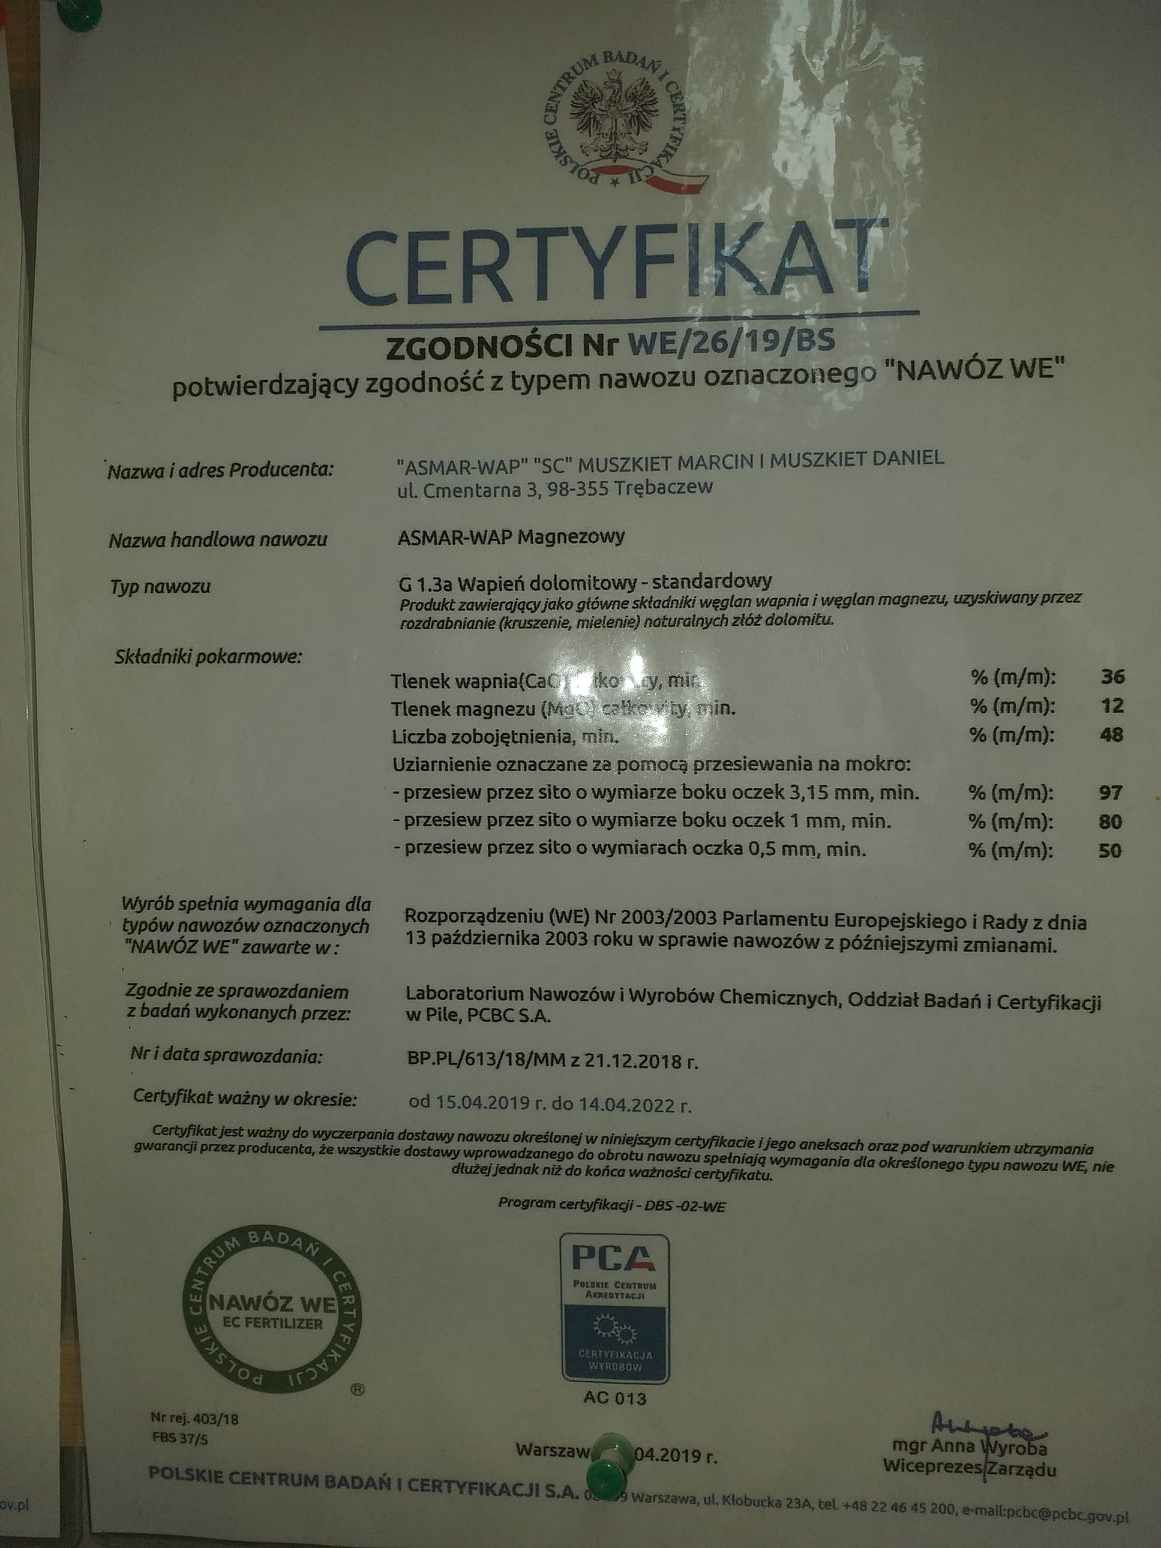 POLSKIE CENTRUM BADAŃ I CERTYFIKACJI
CERTYFIKAT
ZGODNOŚCI Nr WE/26/19/BS
potwierdzający zgodność z typem nawozu oznaczonego "NAWÓZ WE"
Nazwa i adres Producenta: "ASMAR-WAP" "SC" MUSZKIET MARCIN I MUSZKIET DANIEL
ul. Cmentarna 3, 98-355 Trębaczew
Nazwa handlowa nawozu ASMAR-WAP Magnezowy
Typ nawozu G 1.3a Wapień dolomitowy - standardowy
Produkt zawierający jako główne składniki węglan wapnia i węglan magnezu, uzyskiwany przez
rozdrabnianie (kruszenie, mielenie) naturalnych złóż dolomitu.
Składniki pokarmowe:
Tlenek wapnia(CaO) min. % (m/m): 36
Tlenek magnezu (MgO) całkowity, min. % (m/m): 12
Liczba zobojętnienia, min. % (m/m): 48
Uziarnienie oznaczane za pomocą przesiewania na mokro:
- przesiew przez sito o wymiarze boku oczek 3,15 mm, min. % (m/m): 97
- przesiew przez sito o wymiarze boku oczek 1 mm, min. % (m/m): 80
- przesiew przez sito o wymiarach oczka 0,5 mm, min. % (m/m): 50
Wyrób spełnia wymagania dla
typów nawozów oznaczonych
"NAWÓZ WE" zawarte w :
Rozporządzeniu (WE) Nr 2003/2003 Parlamentu Europejskiego i Rady z dnia
13 października 2003 roku w sprawie nawozów z późniejszymi zmianami.
Zgodnie ze sprawozdaniem
z badań wykonanych przez:
Laboratorium Nawozów i Wyrobów Chemicznych, Oddział Badań i Certyfikacji
w Pile, PCBC S.A.
Nr i data sprawozdania: BP.PL/613/18/MM z 21.12.2018 r.
Certyfikat ważny w okresie: od 15.04.2019 r. do 14.04.2022 r.
Certyfikat jest ważny do wyczerpania dostawy nawozu określonej w niniejszym certyfikacie i jego aneksach oraz pod warunkiem utrzymania
gwarancji przez producenta, że wszystkie dostawy wprowadzanego do obrotu nawozu spełniają wymagania dla określonego typu nawozu WE, nie
dłużej jednak niż do końca ważności certyfikatu.
Program certyfikacji - DBS -02-WE
POLSKIE CENTRUM BADAŃ I CERTYFIKACJI
NAWÓZ WE
EC FERTILIZER
®
PCA
POLSKIE CENTRUM
AKREDYTACJI
CERTYFIKACJA
WYROBÓW
AC 013
Nr rej. 403/18
FBS 37/5
04.2019 r.
mgr Anna Wyroba
Wiceprezes Zarządu
POLSKIE CENTRUM BADAŃ I CERTYFIKACJI S.A. Warszawa, ul. Kłobucka 23A, tel. +48 22 46 45 200, e-mail:pcbc@pcbc.gov.pl
ov.pl